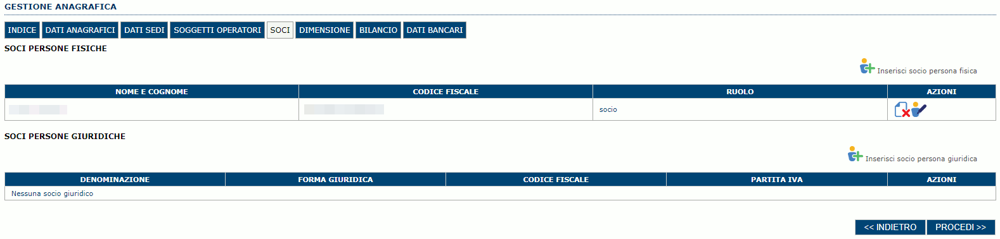 GESTIONE ANAGRAFICA
INDICE DATI ANAGRAFICI DATI SEDI SOGGETTI OPERATORI SOCI DIMENSIONE BILANCIO DATI BANCARI
SOCI PERSONE FISICHE
Inserisci socio persona fisica
NOME E COGNOME CODICE FISCALE RUOLO AZIONI
socio
SOCI PERSONE GIURIDICHE
Inserisci socio persona giuridica
DENOMINAZIONE FORMA GIURIDICA CODICE FISCALE PARTITA IVA AZIONI
Nessuna socio giuridico
<< INDIETRO PROCEDI >>